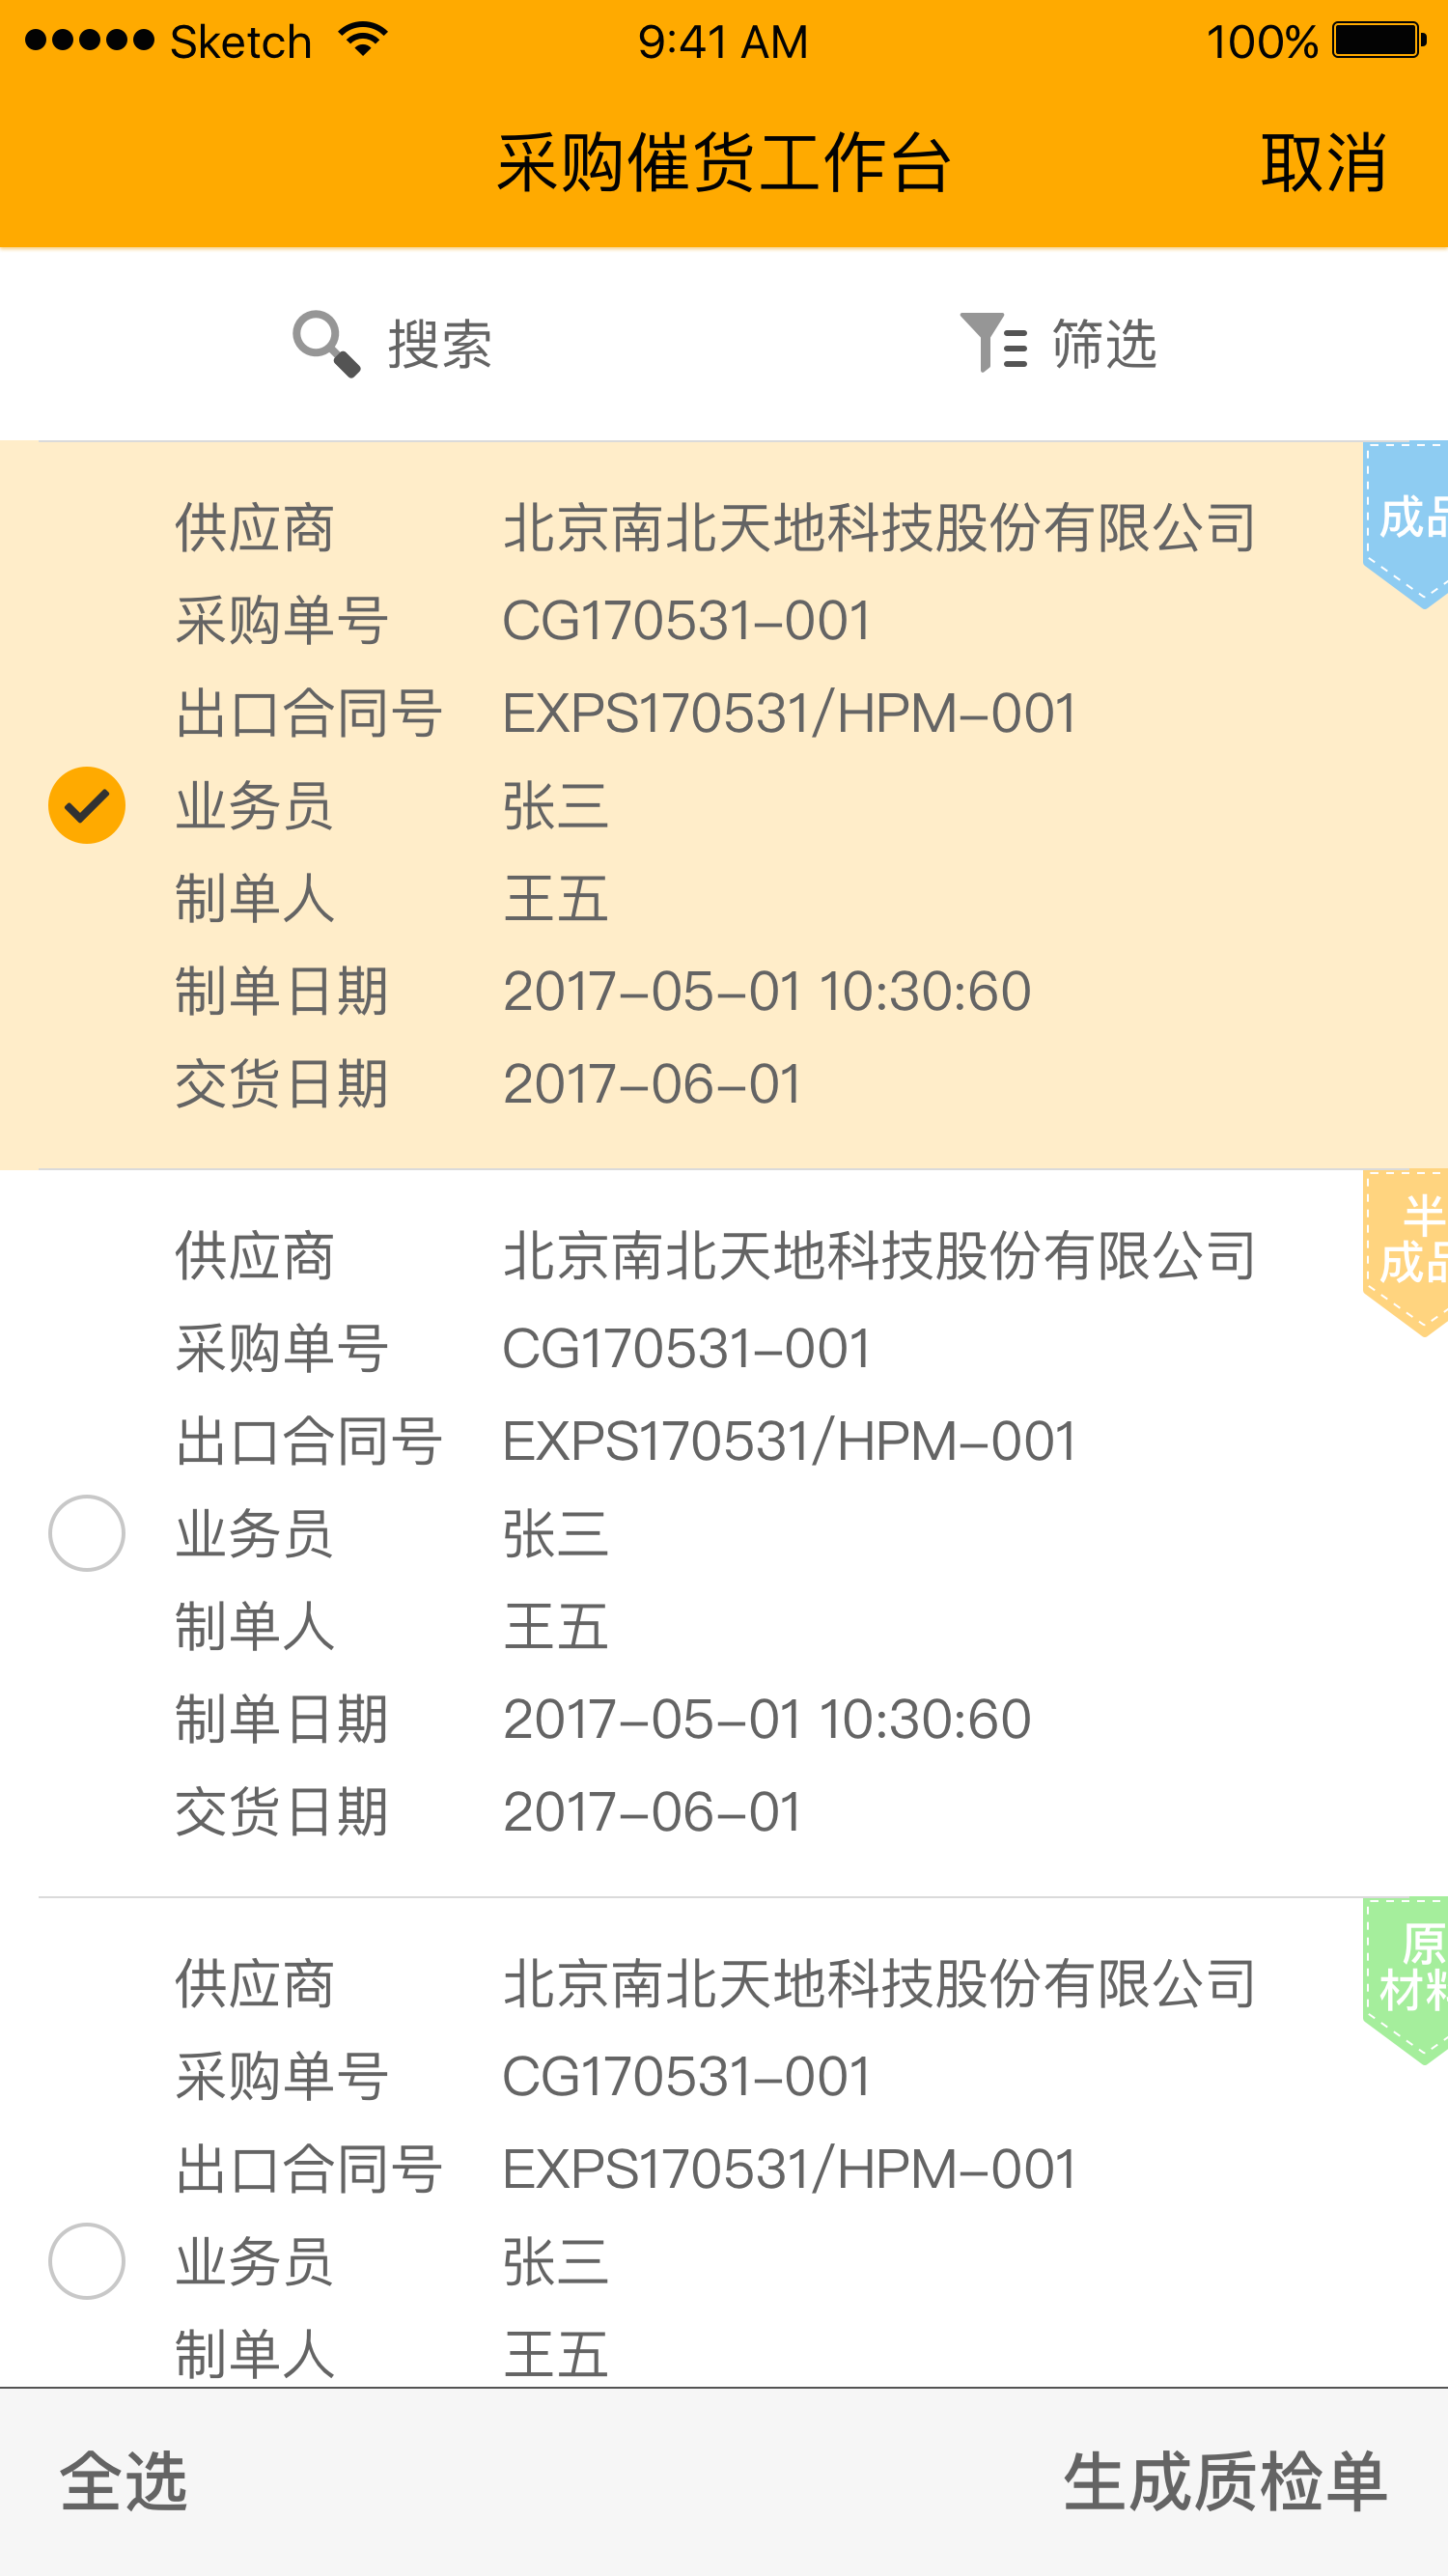 Sketch 9:41 AM 100%
采购催货工作台 取消
搜索 筛选
成品
供应商 北京南北天地科技股份有限公司
采购单号 CG170531-001
出口合同号 EXPS170531/HPM-001
业务员 张三
制单人 王五
制单日期 2017-05-01 10:30:60
交货日期 2017-06-01
半
成品
供应商 北京南北天地科技股份有限公司
采购单号 CG170531-001
出口合同号 EXPS170531/HPM-001
业务员 张三
制单人 王五
制单日期 2017-05-01 10:30:60
交货日期 2017-06-01
原
材料
供应商 北京南北天地科技股份有限公司
采购单号 CG170531-001
出口合同号 EXPS170531/HPM-001
业务员 张三
制单人 王五
全选 生成质检单